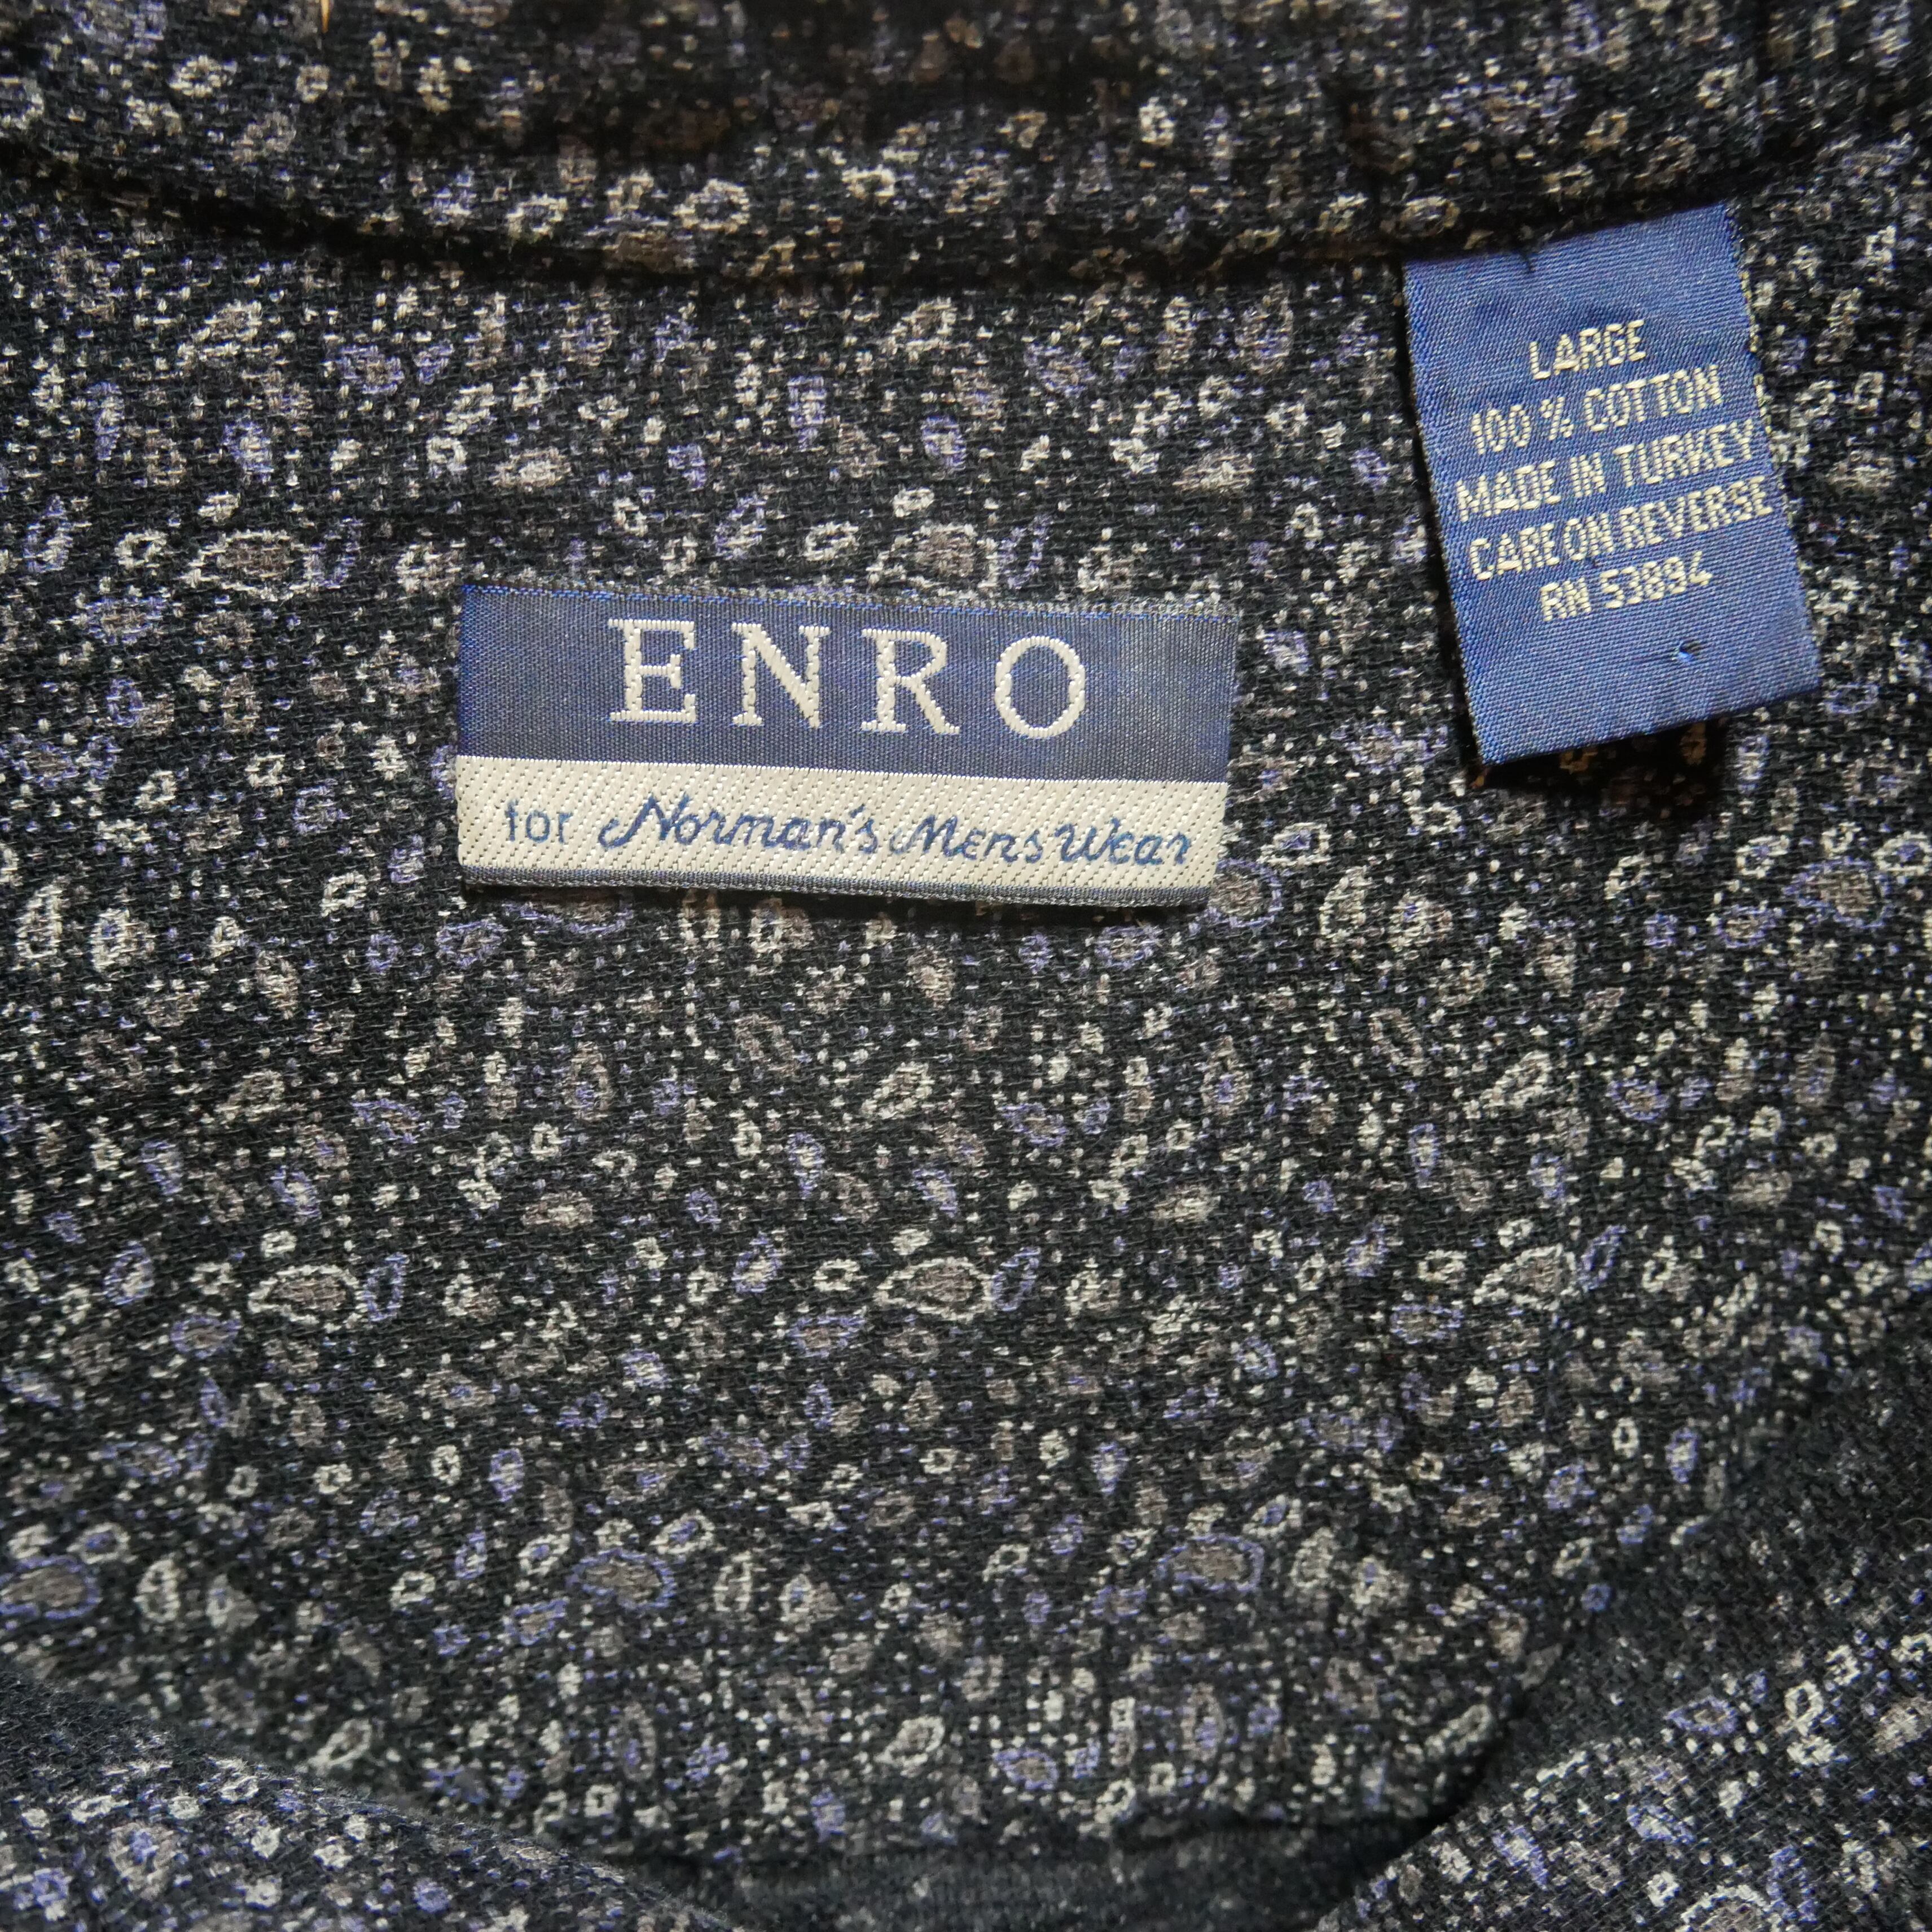 LARGE
100 % COTTON
MADE IN TURKEY
CARE ON REVERSE
RN 53894
ENRO
for Norman's Mens Wear